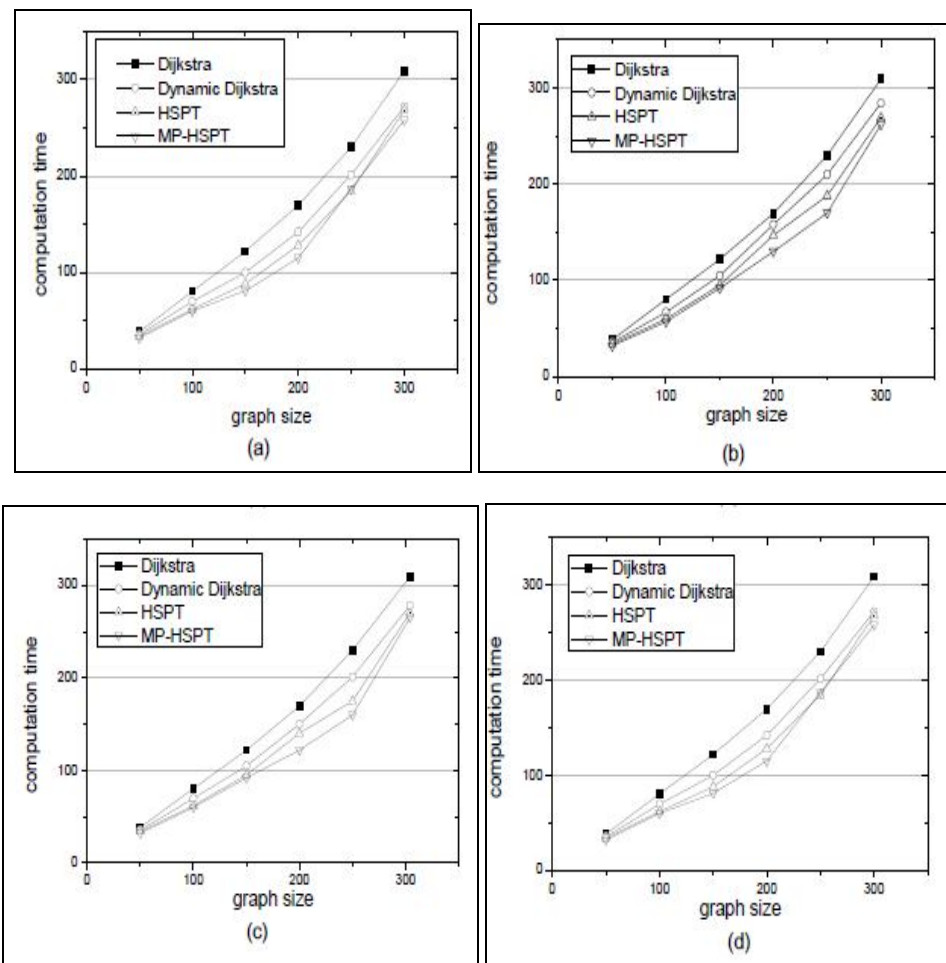 Dijkstra
Dynamic Dijkstra
HSPT
MP-HSPT
computation time
300
200
100
0
0 100 200 300
graph size
(a)
Dijkstra
Dynamic Dijkstra
HSPT
MP-HSPT
computation time
300
200
100
0
0 100 200 300
graph size
(b)
Dijkstra
Dynamic Dijkstra
HSPT
MP-HSPT
computation time
300
200
100
0
0 100 200 300
graph size
(c)
Dijkstra
Dynamic Dijkstra
HSPT
MP-HSPT
computation time
300
200
100
0
0 100 200 300
graph size
(d)